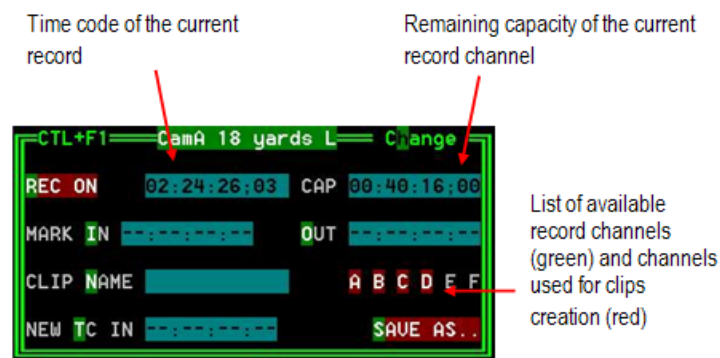 Time code of the current
record
Remaining capacity of the current
record channel
CTL+F1 CamA 18 yards L Change
REC ON 02:24:26;03 CAP 00:40:16;00
MARK IN --:--:--:-- OUT --:--:--:--
CLIP NAME A B C D E F
NEW TC IN --:--:--:-- SAVE AS..
List of available
record channels
(green) and channels
used for clips
creation (red)